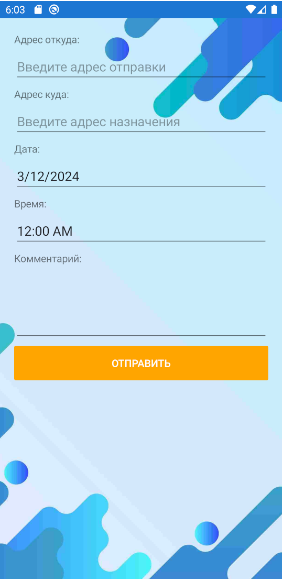 6:03
Адрес откуда:
Введите адрес отправки
Адрес куда:
Введите адрес назначения
Дата:
3/12/2024
Время:
12:00 AM
Комментарий:
ОТПРАВИТЬ